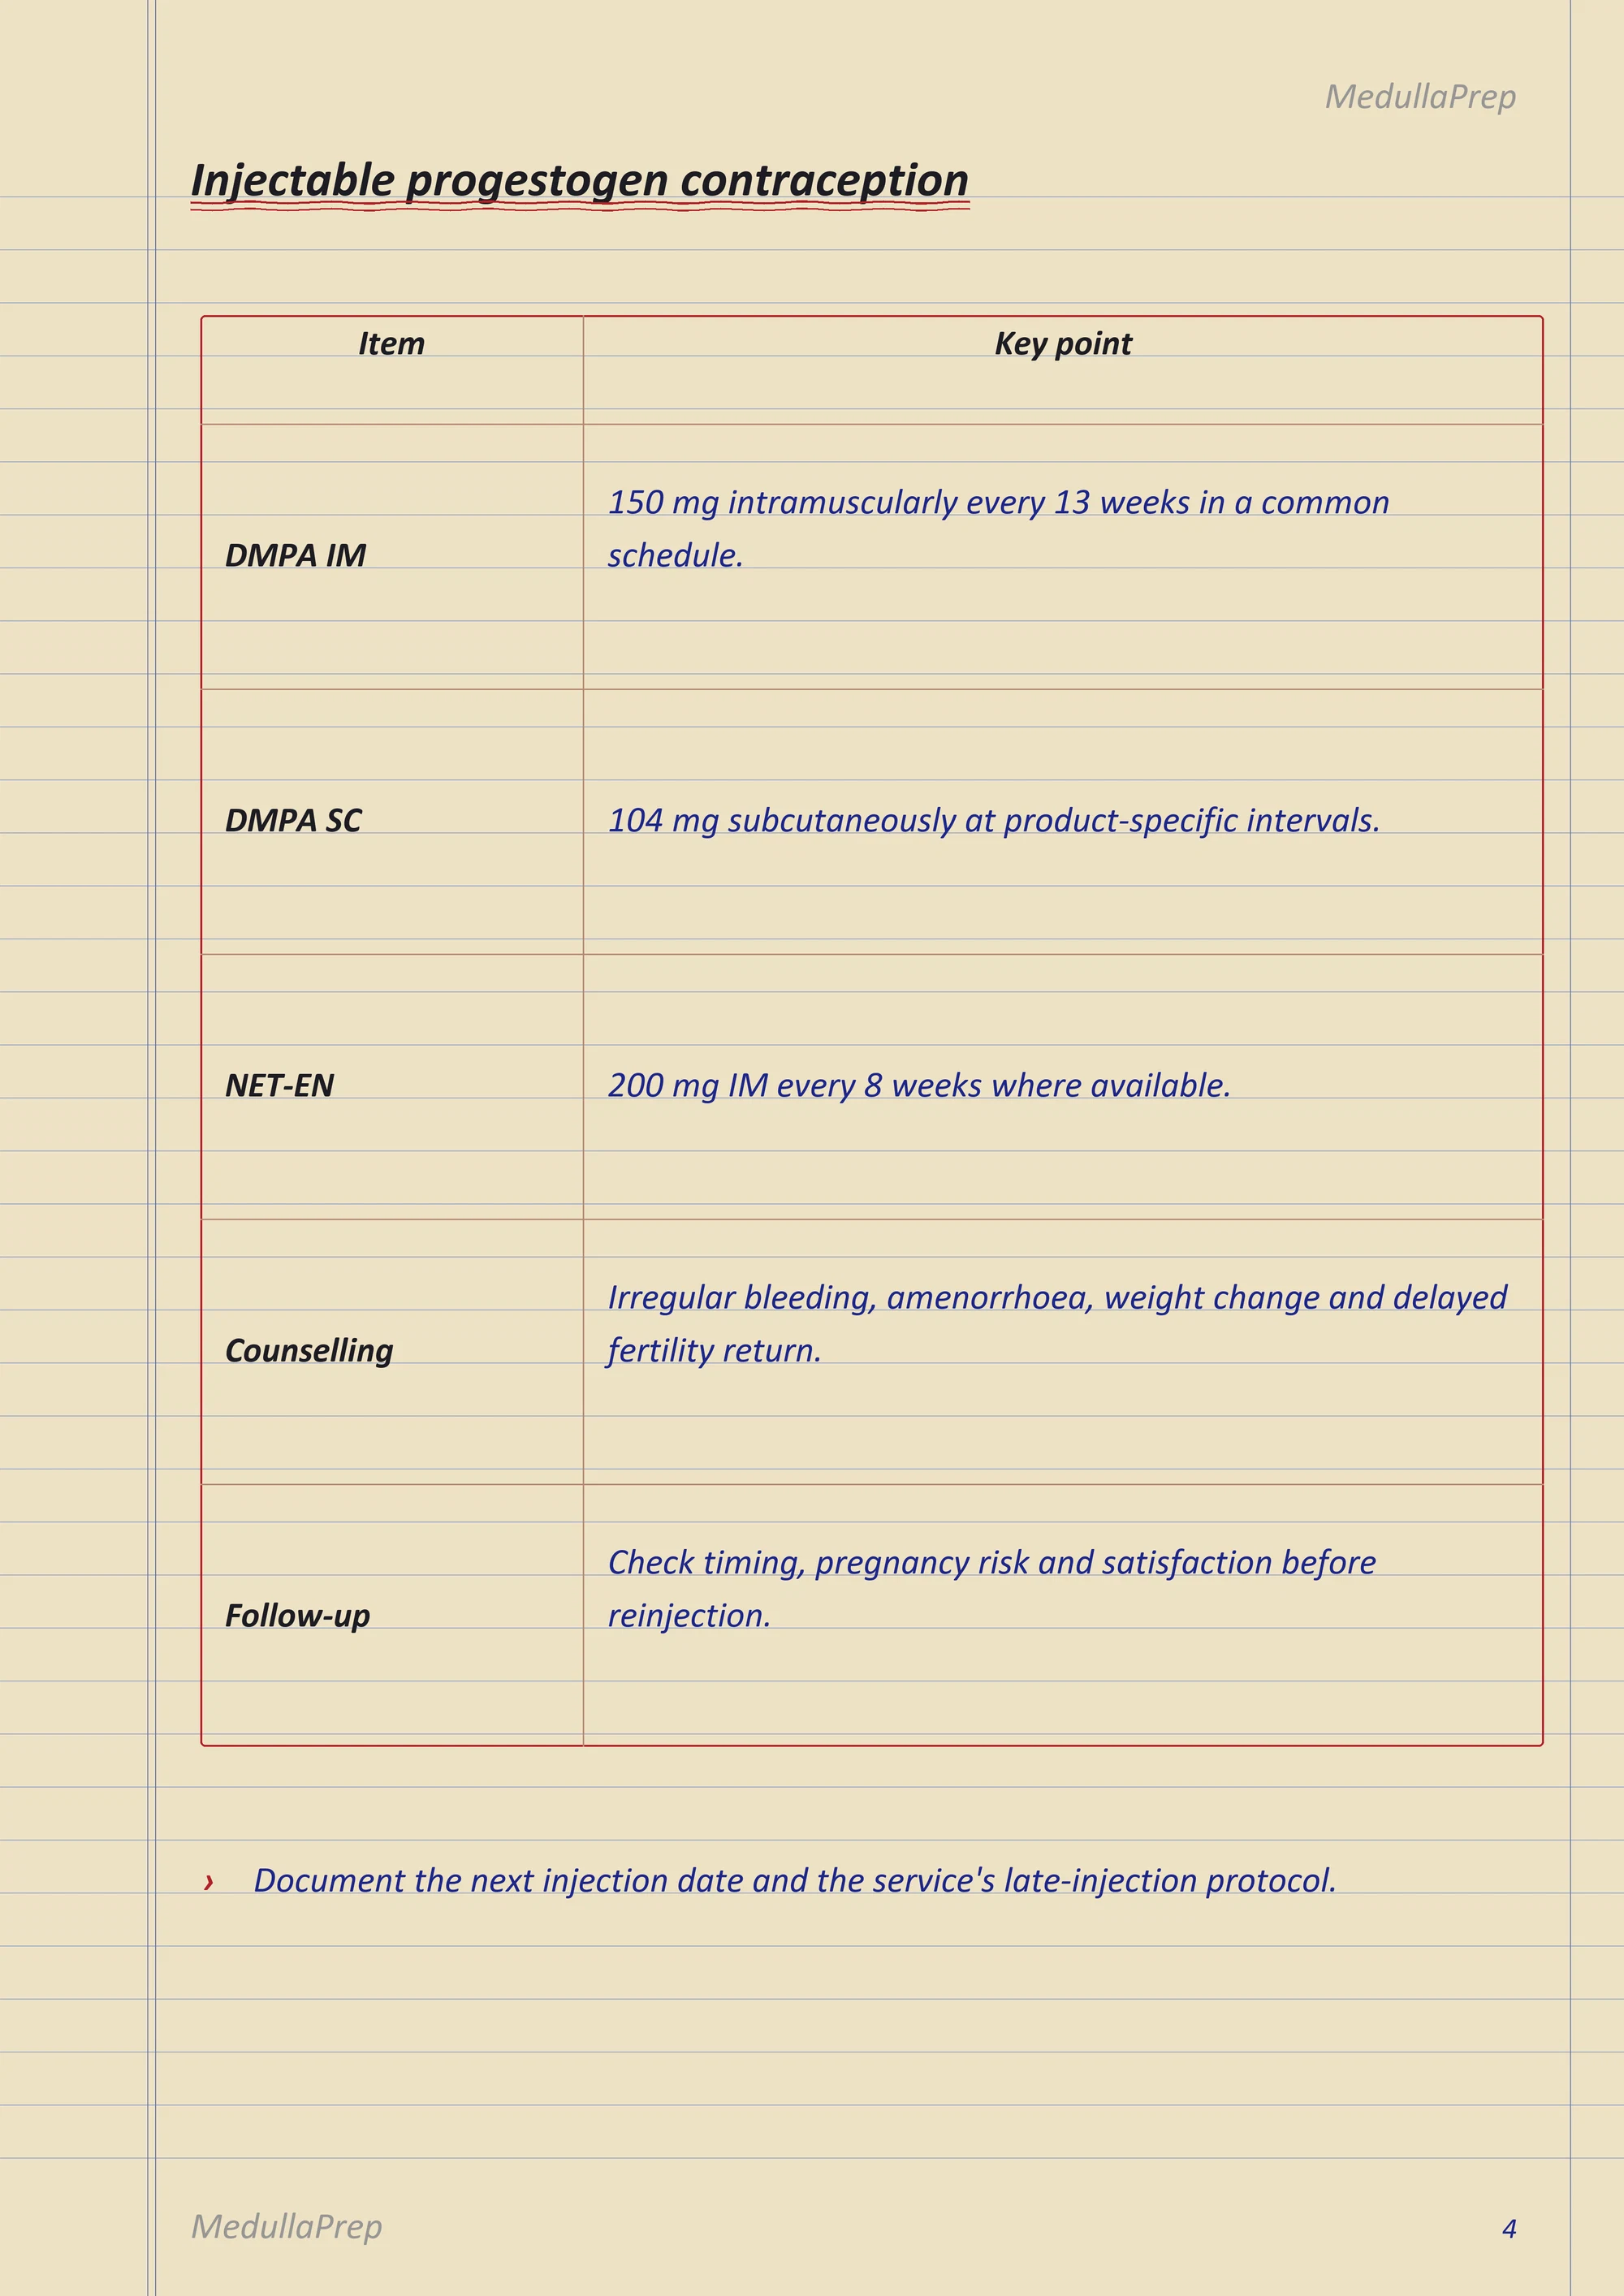 MedullaPrep
Injectable progestogen contraception
Item
Key point
DMPA IM
150 mg intramuscularly every 13 weeks in a common
schedule.
DMPA SC
104 mg subcutaneously at product-specific intervals.
NET-EN
200 mg IM every 8 weeks where available.
Counselling
Irregular bleeding, amenorrhoea, weight change and delayed
fertility return.
Follow-up
Check timing, pregnancy risk and satisfaction before
reinjection.
› Document the next injection date and the service's late-injection protocol.
MedullaPrep
4